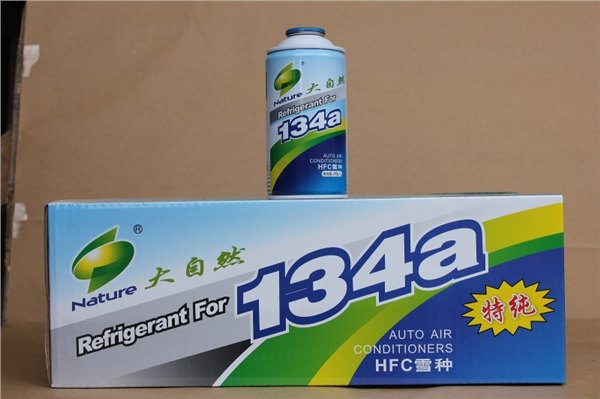 Nature
大自然
Refrigerant For
134a
AUTO AIR
CONDITIONERS
HFC雪种
®
Nature
大自然
Refrigerant For
134a
特纯
AUTO AIR
CONDITIONERS
HFC雪种